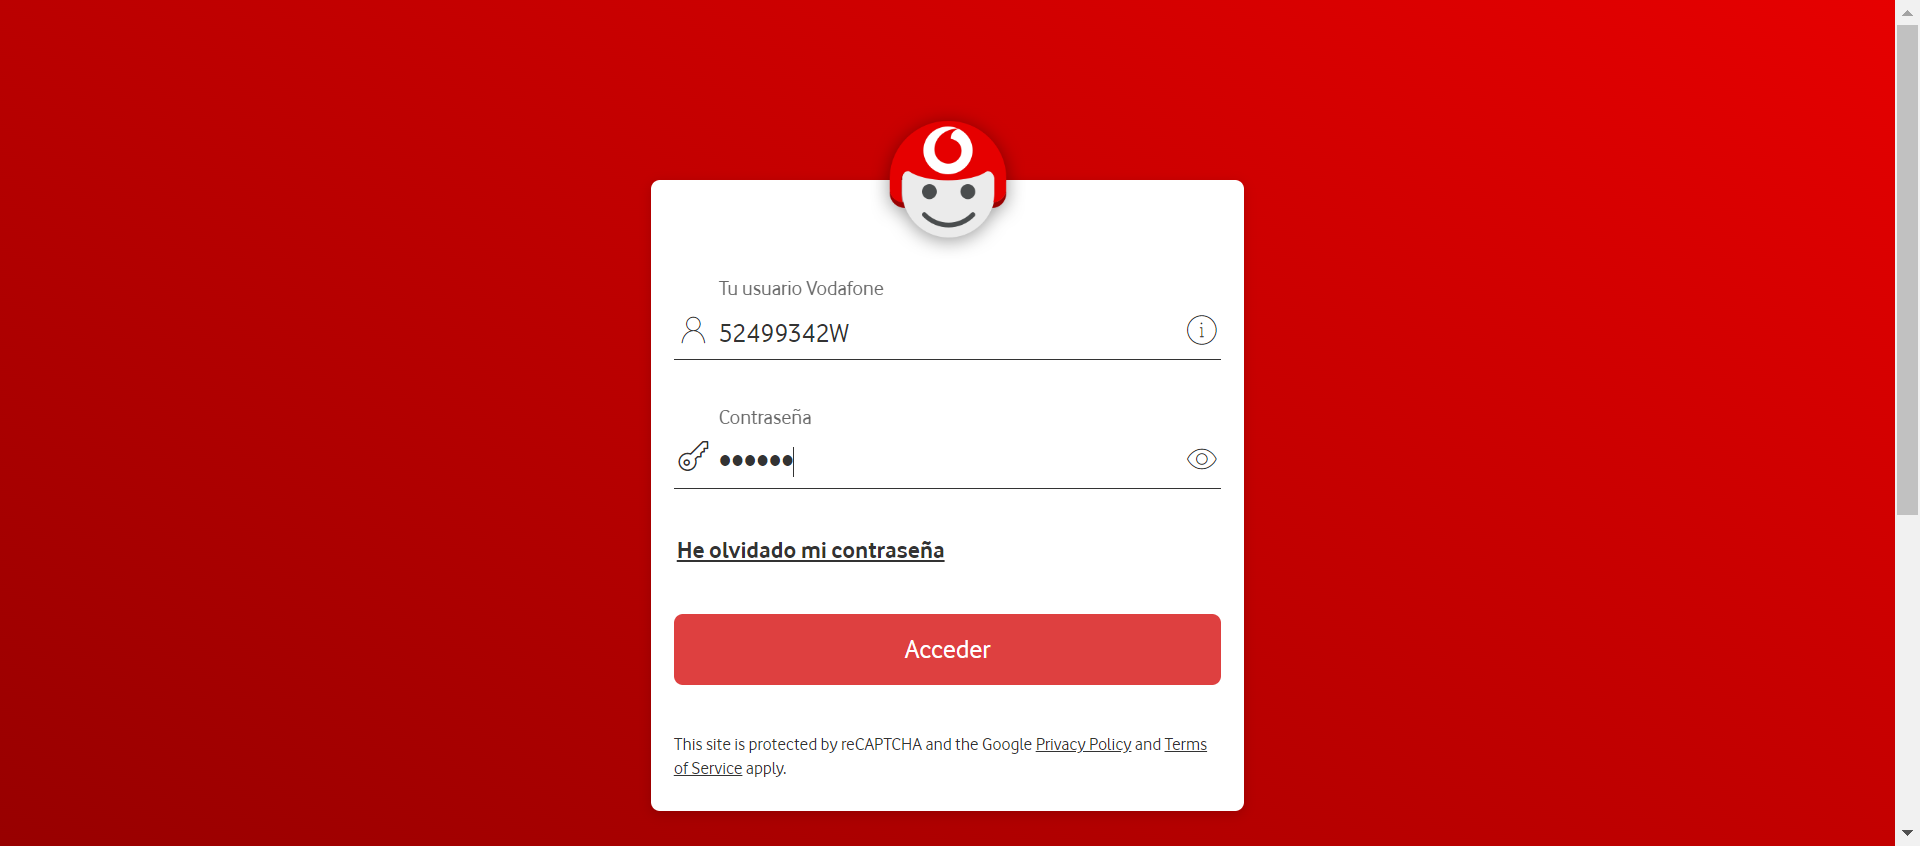 Tu usuario Vodafone
52499342W
Contraseña
••••••
He olvidado mi contraseña
Acceder
This site is protected by reCAPTCHA and the Google Privacy Policy and Terms
of Service apply.